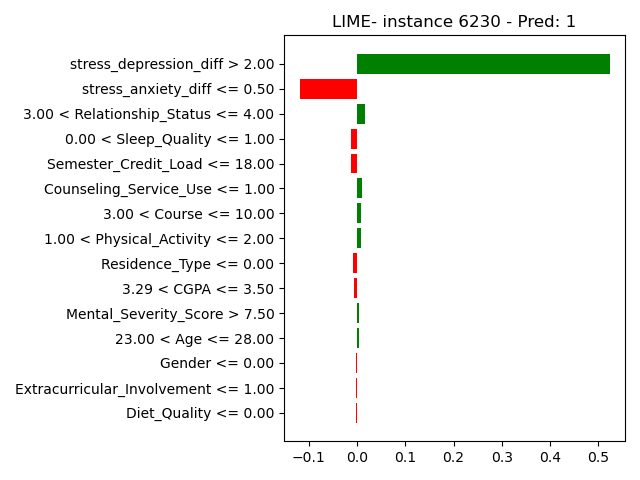 LIME- instance 6230 - Pred: 1
stress_depression_diff > 2.00
stress_anxiety_diff <= 0.50
3.00 < Relationship_Status <= 4.00
0.00 < Sleep_Quality <= 1.00
Semester_Credit_Load <= 18.00
Counseling_Service_Use <= 1.00
3.00 < Course <= 10.00
1.00 < Physical_Activity <= 2.00
Residence_Type <= 0.00
3.29 < CGPA <= 3.50
Mental_Severity_Score > 7.50
23.00 < Age <= 28.00
Gender <= 0.00
Extracurricular_Involvement <= 1.00
Diet_Quality <= 0.00
−0.1 0.0 0.1 0.2 0.3 0.4 0.5